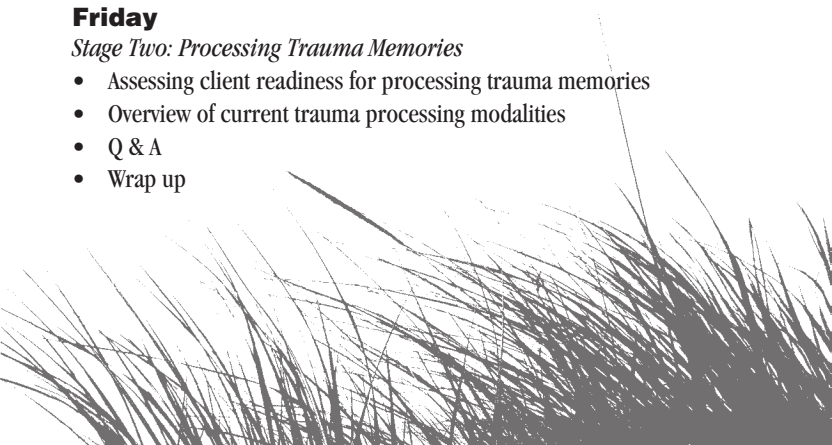 Friday
Stage Two: Processing Trauma Memories
• Assessing client readiness for processing trauma memories
• Overview of current trauma processing modalities
• Q & A
• Wrap up